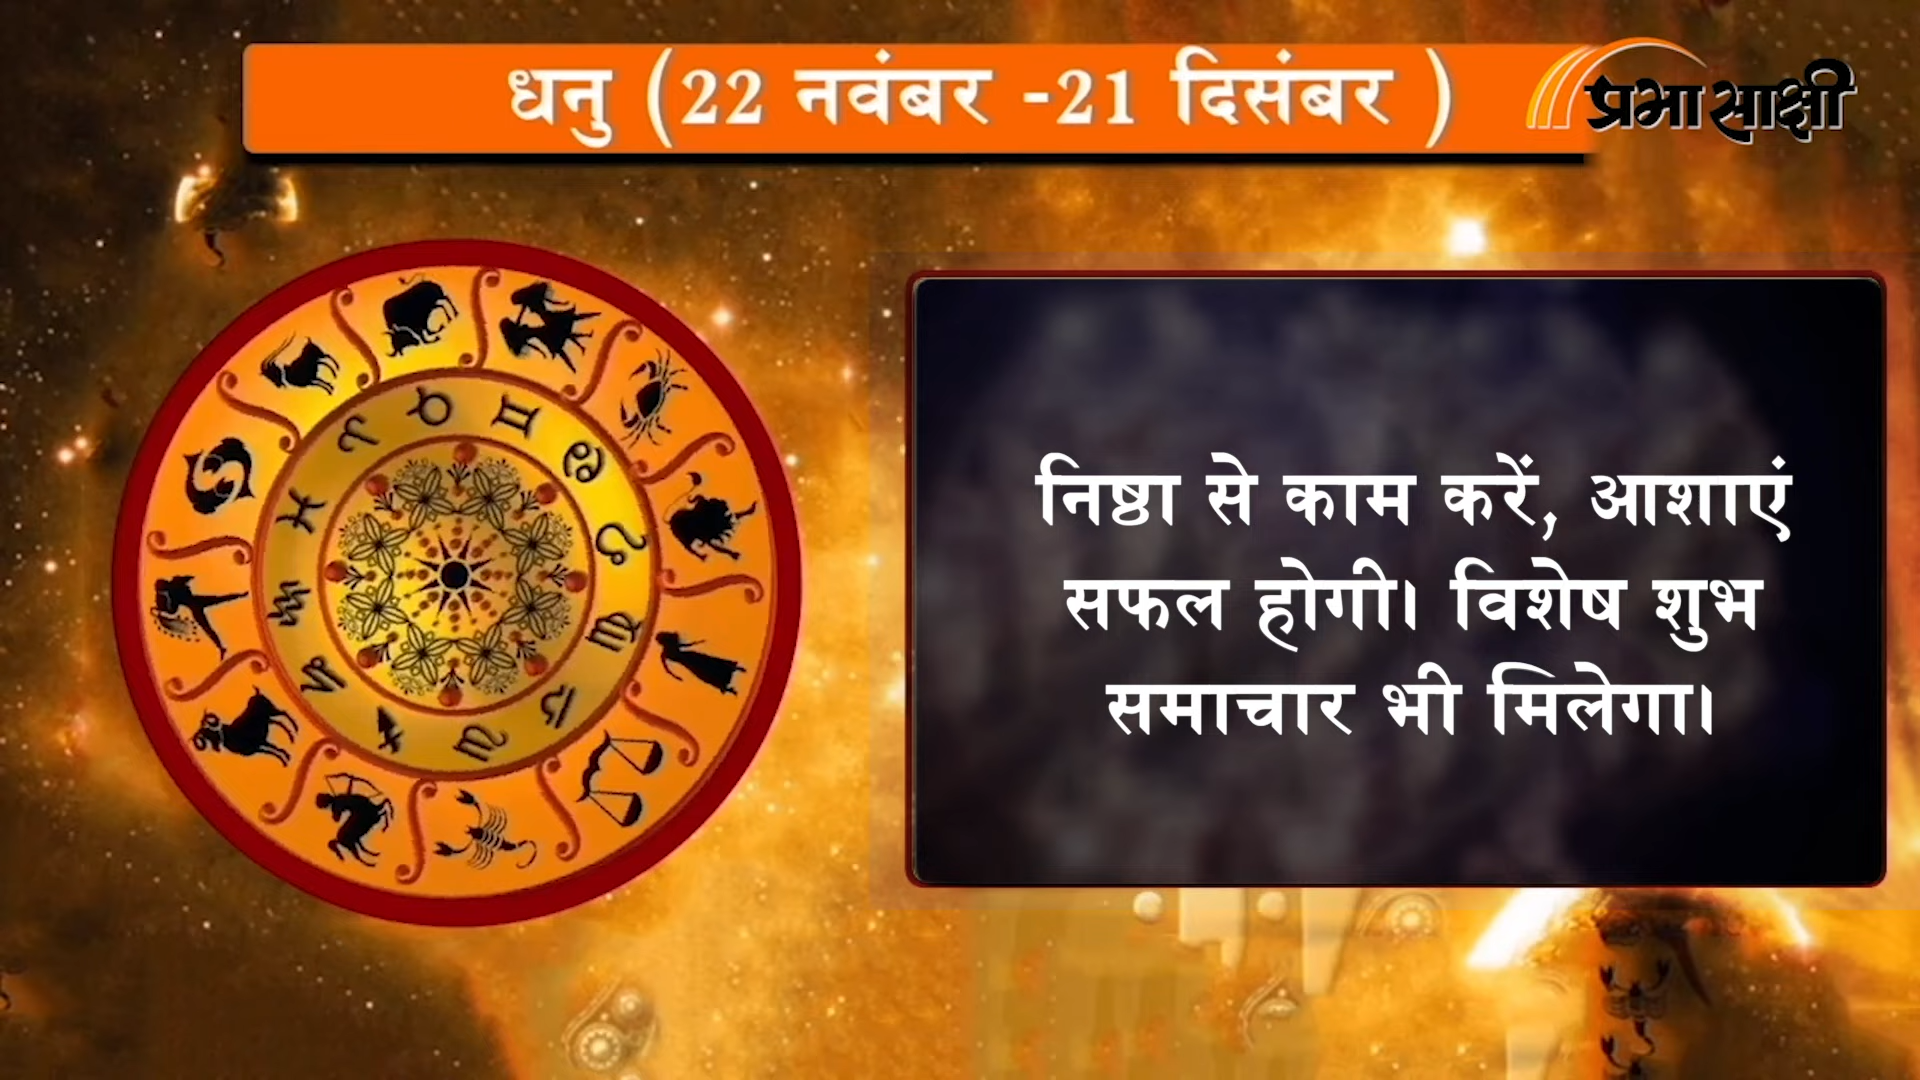 धनु (22 नवंबर -21 दिसंबर )
प्रभासाक्षी
निष्ठा से काम करें, आशाएं
सफल होगी। विशेष शुभ
समाचार भी मिलेगा।